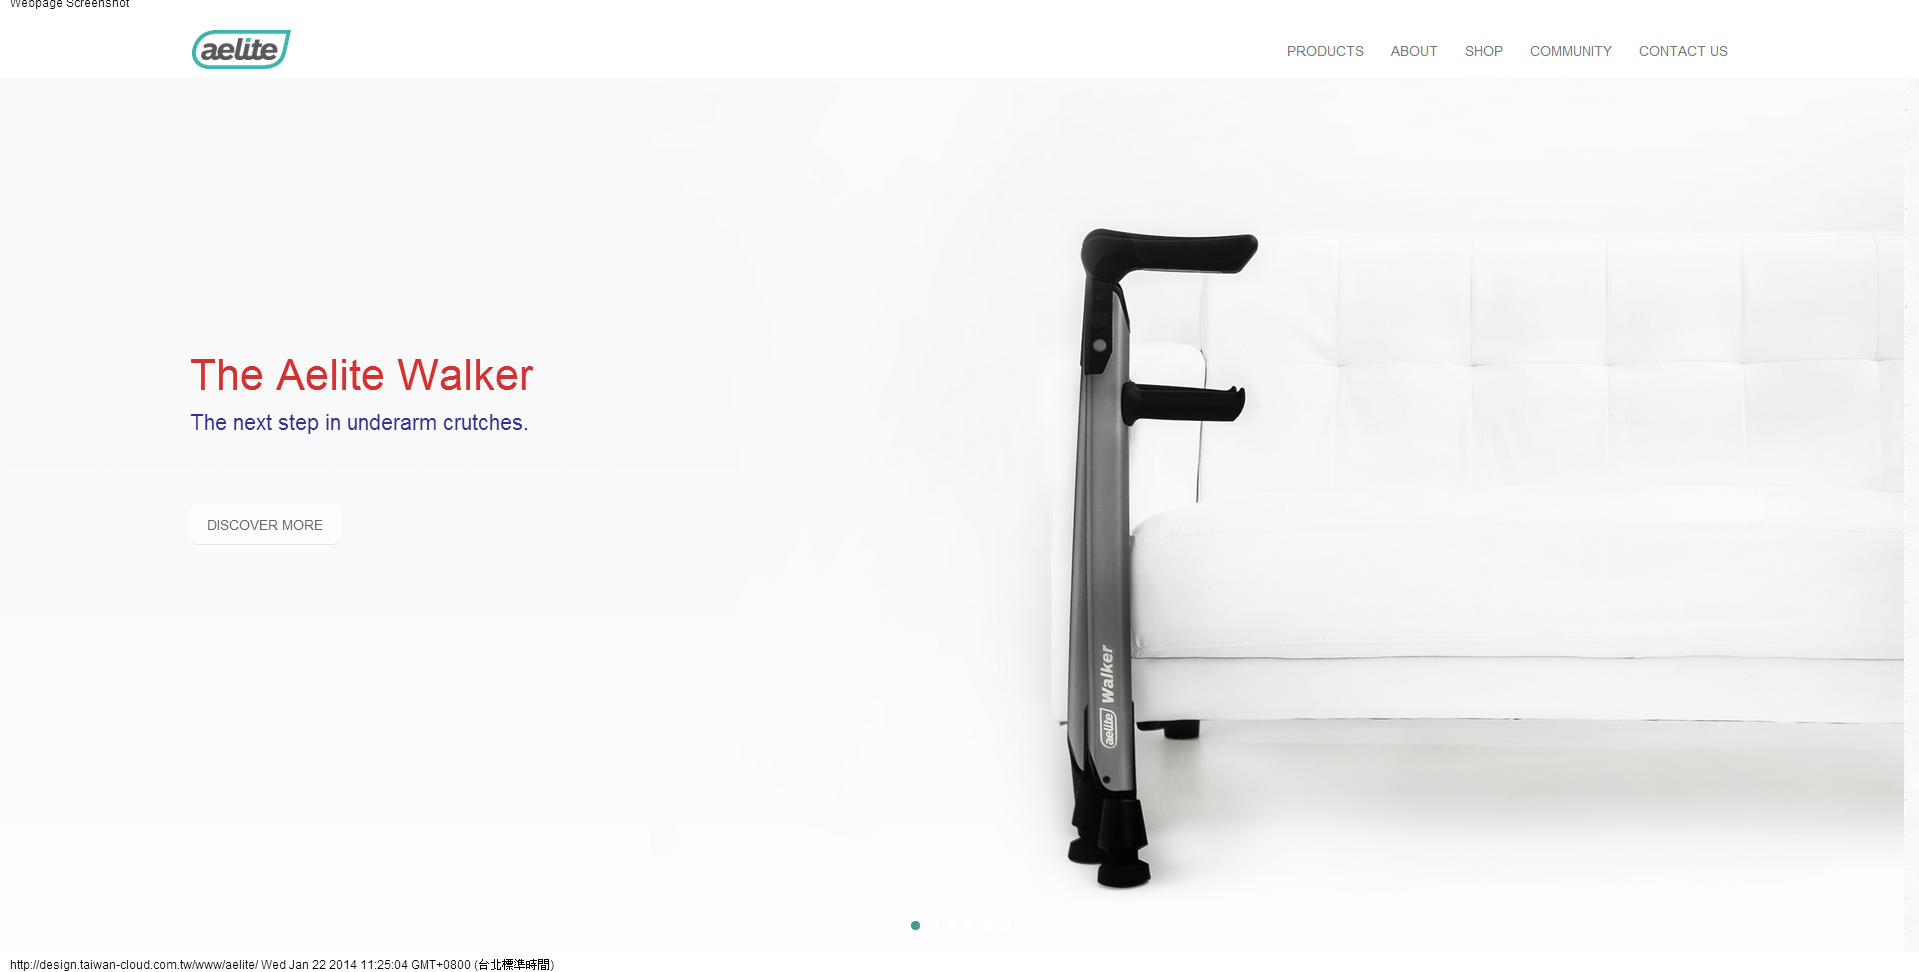 Webpage Screenshot
aelite
PRODUCTS ABOUT SHOP COMMUNITY CONTACT US
The Aelite Walker
The next step in underarm crutches.
DISCOVER MORE
aelite Walker
http://design.taiwan-cloud.com.tw/www/aelite/ Wed Jan 22 2014 11:25:04 GMT+0800 (台北標準時間)